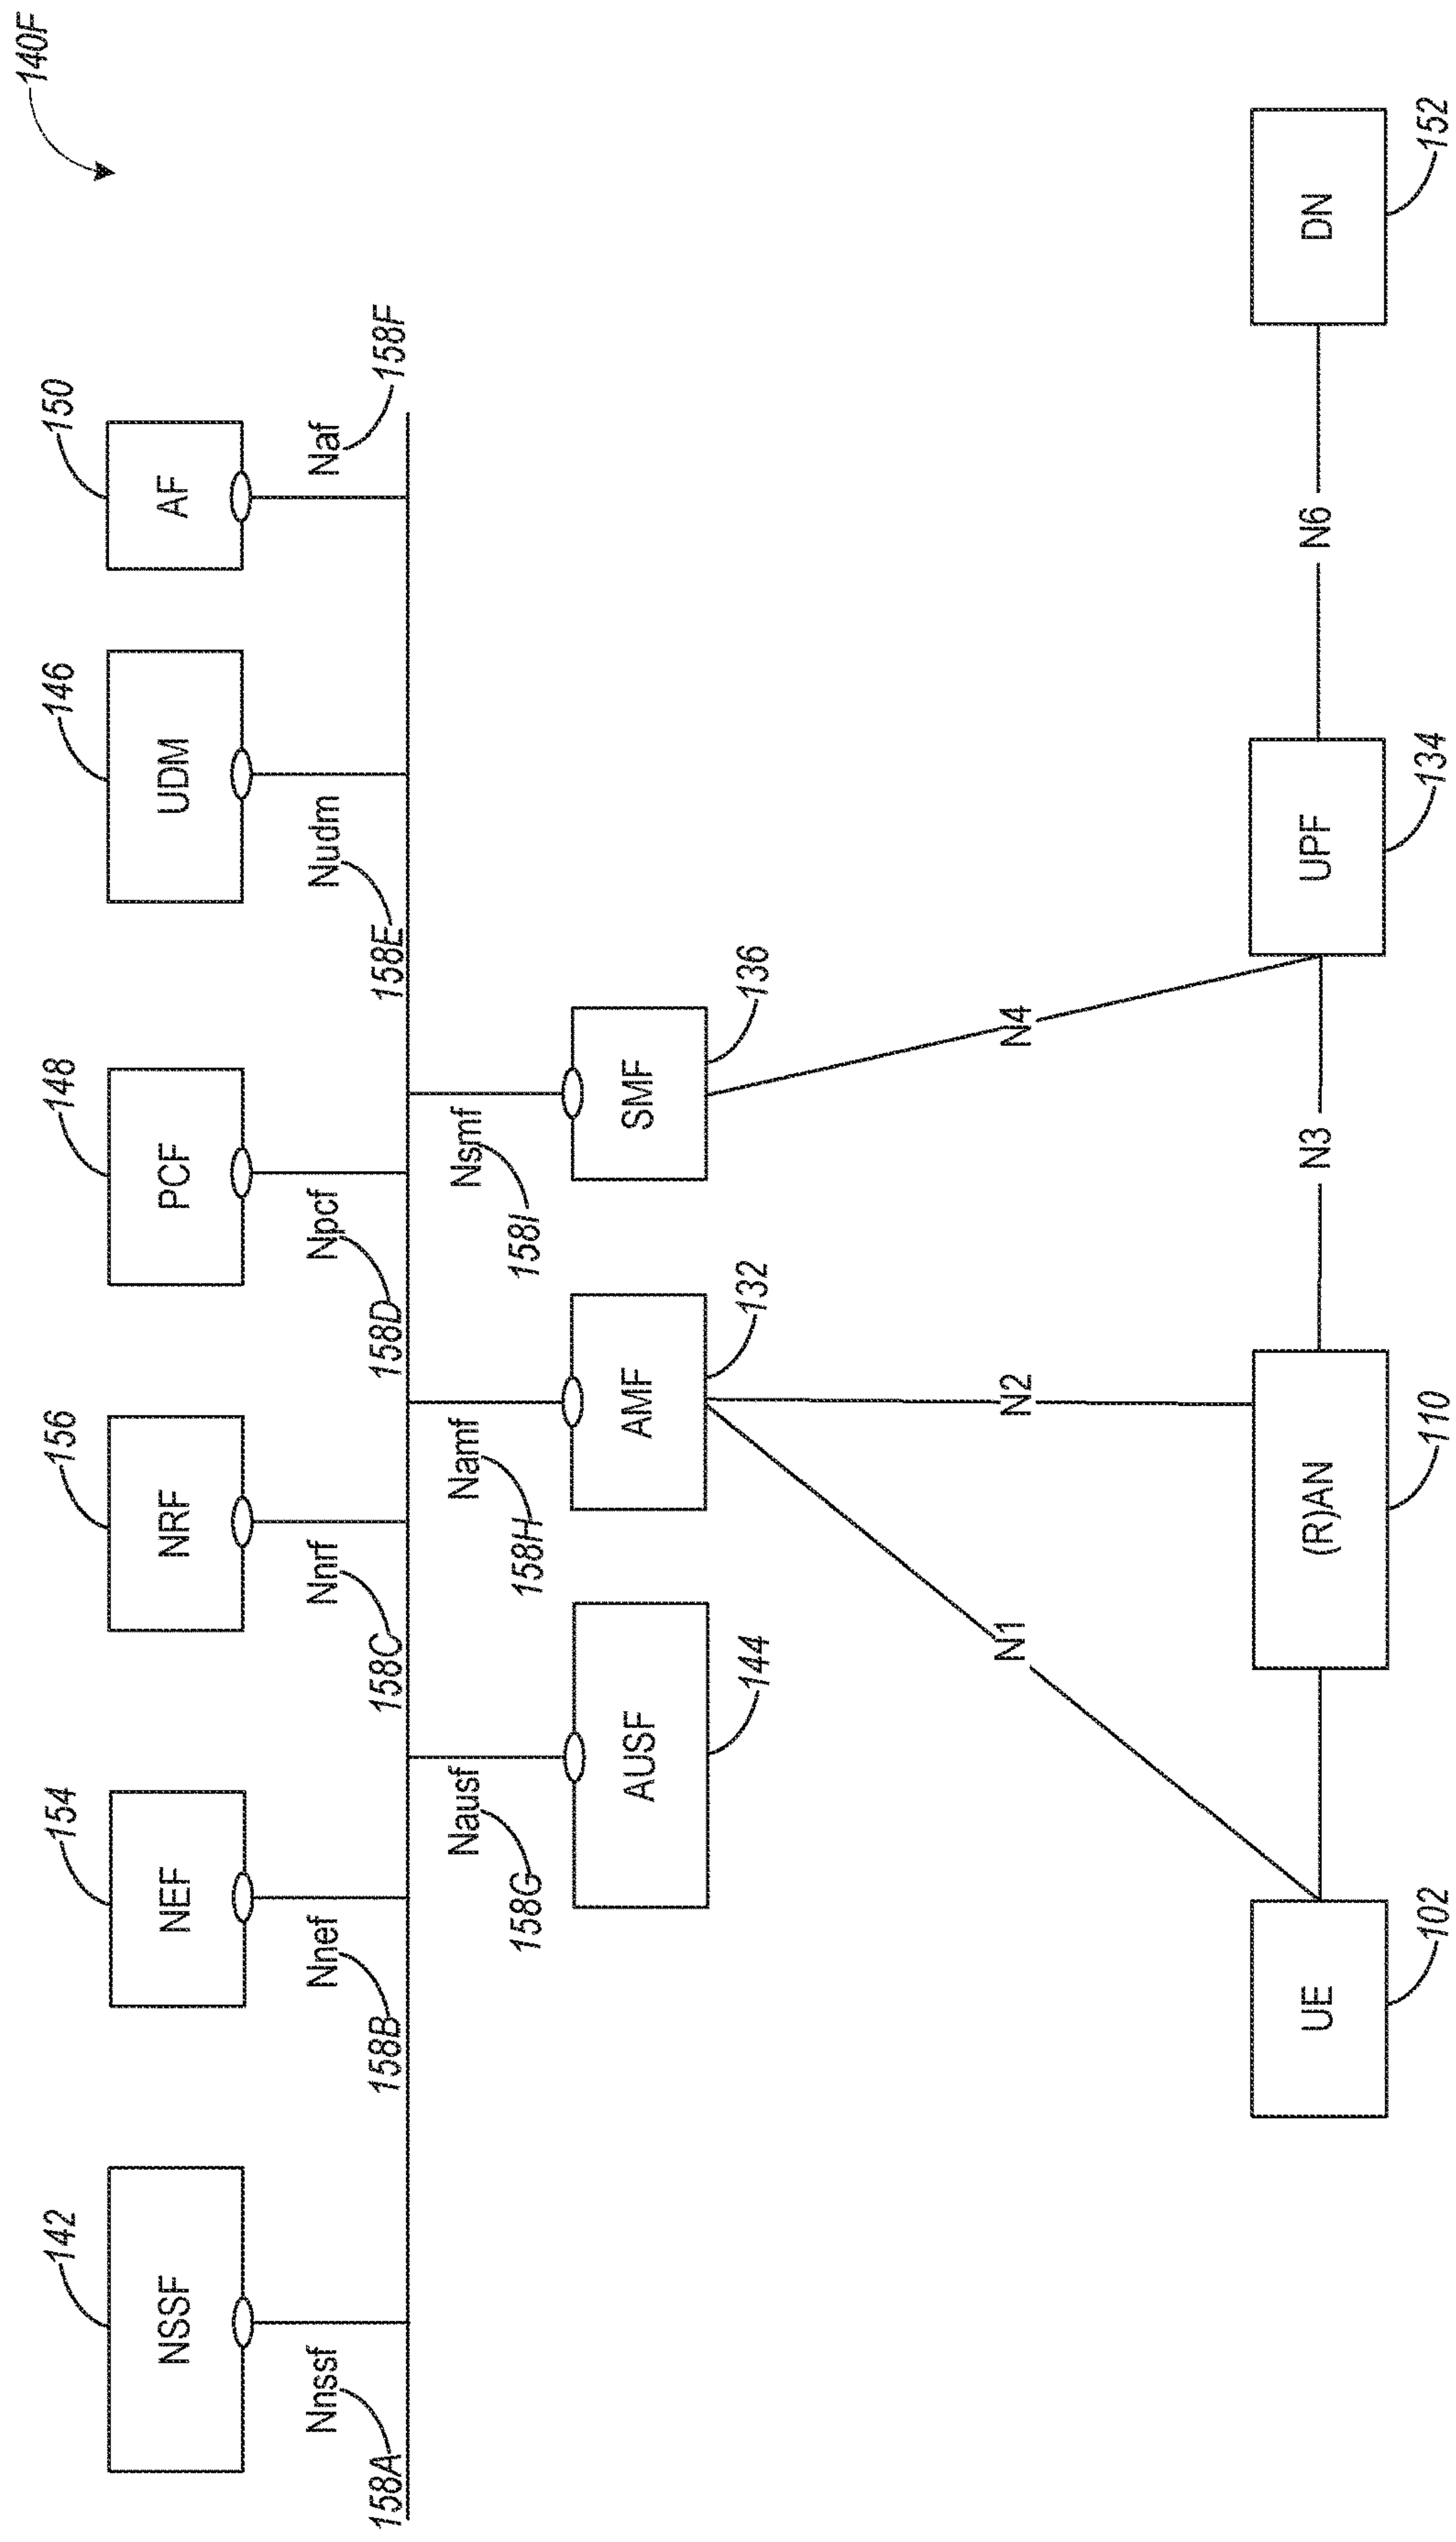 140F
142
154
156
148
146
150
NSSF
NEF
NRF
PCF
UDM
AF
Nnssf
Nnef
Nnrf
Npcf
Nudm
Naf
158A
158B
158C
158D
158E
158F
Nausf
Namf
Nsmf
158G
158H
158I
AUSF
AMF
SMF
144
132
136
N1
N2
N4
UE
(R)AN
N3
UPF
N6
DN
102
110
134
152